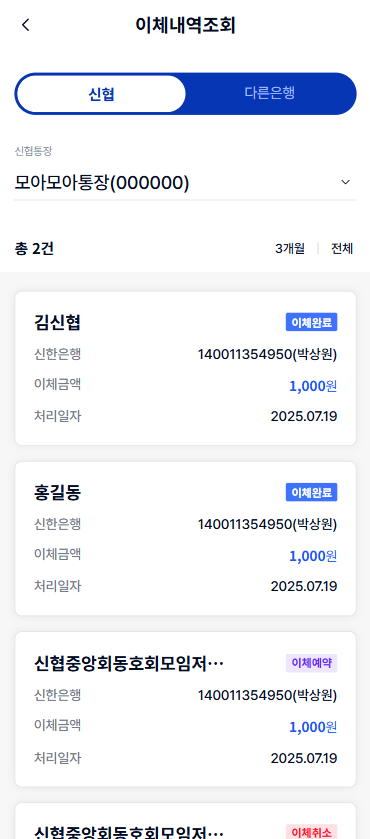 이체내역조회
신협 다른은행
신협통장
모아모아통장(000000)
총 2건 3개월 전체
김신협 이체완료
신한은행 140011354950(박상원)
이체금액 1,000원
처리일자 2025.07.19
홍길동 이체완료
신한은행 140011354950(박상원)
이체금액 1,000원
처리일자 2025.07.19
신협중앙회동호회모임저… 이체예약
신한은행 140011354950(박상원)
이체금액 1,000원
처리일자 2025.07.19
신협중앙회동호회모임저… 이체취소